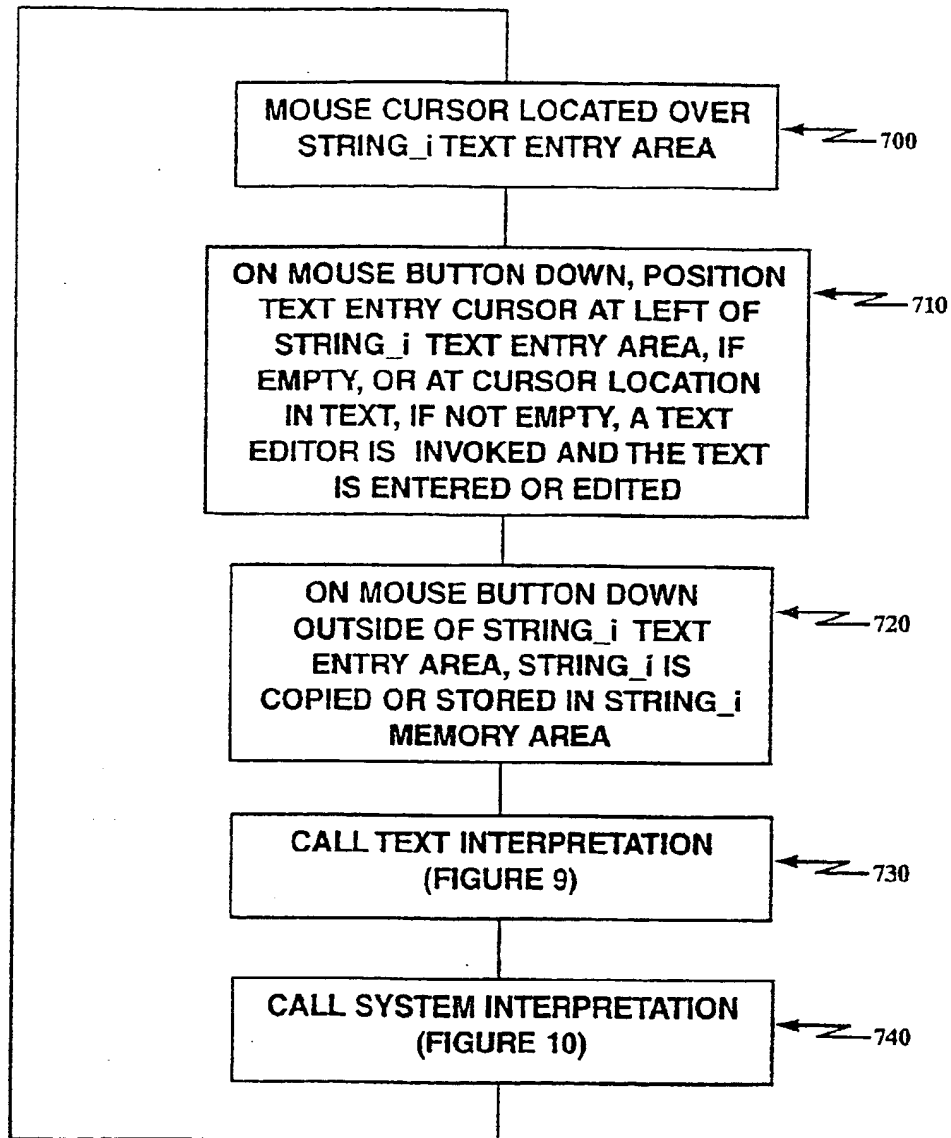 MOUSE CURSOR LOCATED OVER
STRING_i TEXT ENTRY AREA
700
ON MOUSE BUTTON DOWN, POSITION
TEXT ENTRY CURSOR AT LEFT OF
STRING_i TEXT ENTRY AREA, IF
EMPTY, OR AT CURSOR LOCATION
IN TEXT, IF NOT EMPTY, A TEXT
EDITOR IS INVOKED AND THE TEXT
IS ENTERED OR EDITED
710
ON MOUSE BUTTON DOWN
OUTSIDE OF STRING_i TEXT
ENTRY AREA, STRING_i IS
COPIED OR STORED IN STRING_i
MEMORY AREA
720
CALL TEXT INTERPRETATION
(FIGURE 9)
730
CALL SYSTEM INTERPRETATION
(FIGURE 10)
740